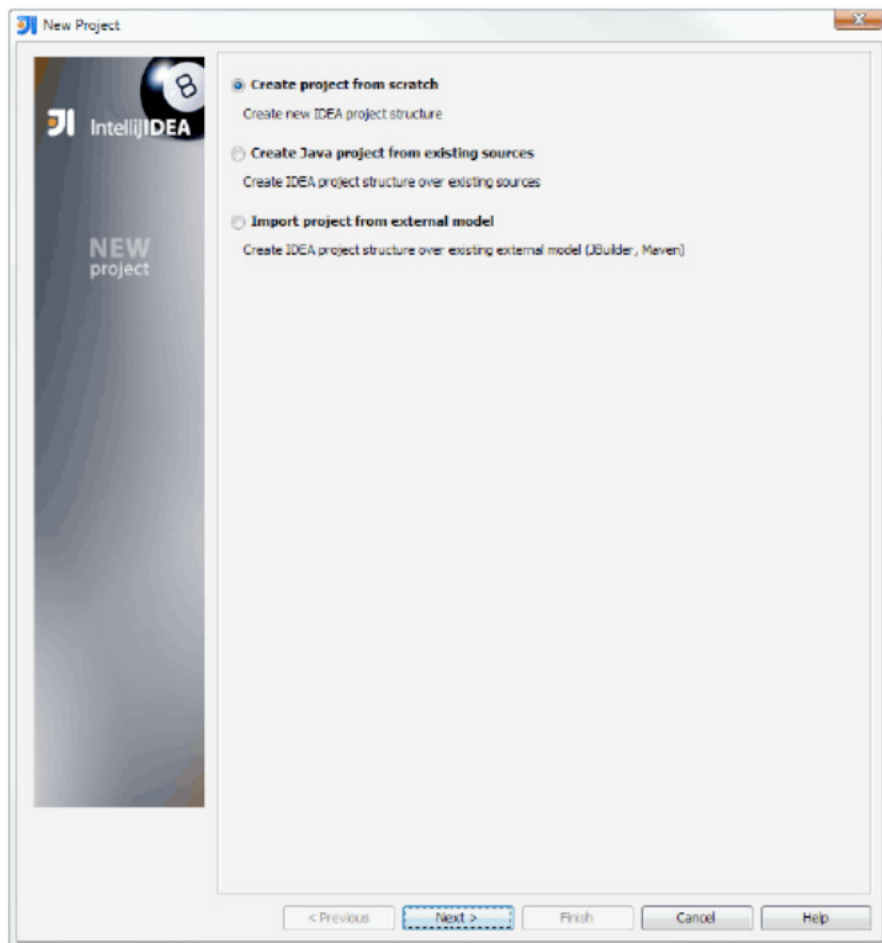 New Project
8
IntelliJIDEA
NEW
project
Create project from scratch
Create new IDEA project structure
Create Java project from existing sources
Create IDEA project structure over existing sources
Import project from external model
Create IDEA project structure over existing external model (JBuilder, Maven)
< Previous
Next >
Finish
Cancel
Help